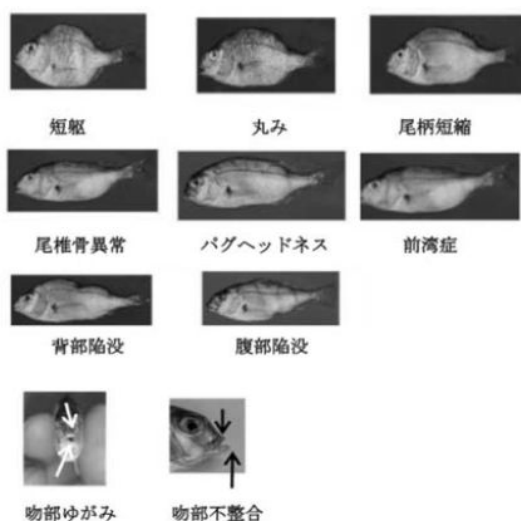 短躯
丸み
尾柄短縮
尾椎骨異常
パグヘッドネス
前湾症
背部陥没
腹部陥没
吻部ゆがみ
吻部不整合